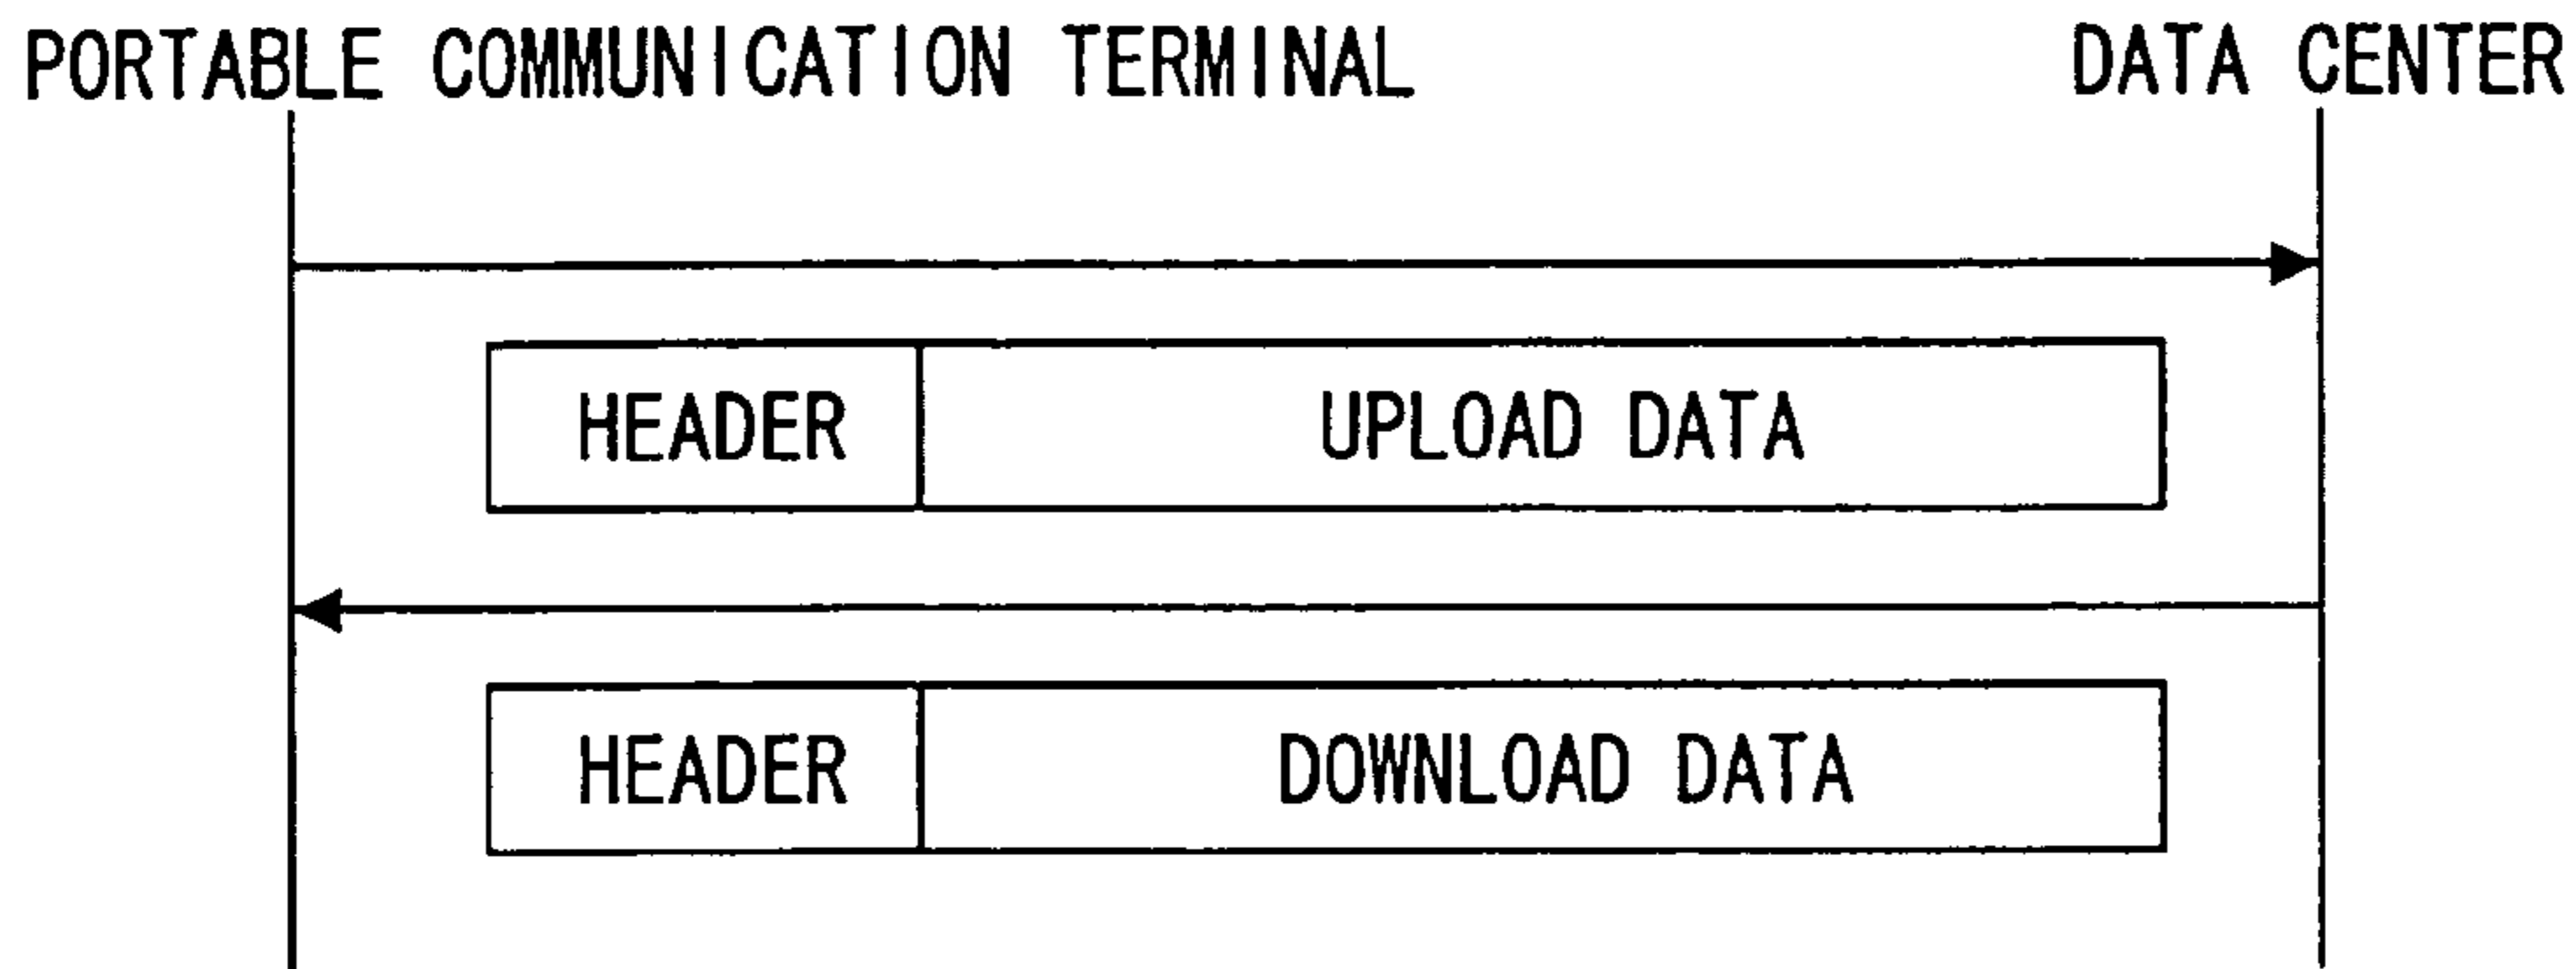 PORTABLE COMMUNICATION TERMINAL DATA CENTER
HEADER UPLOAD DATA
HEADER DOWNLOAD DATA